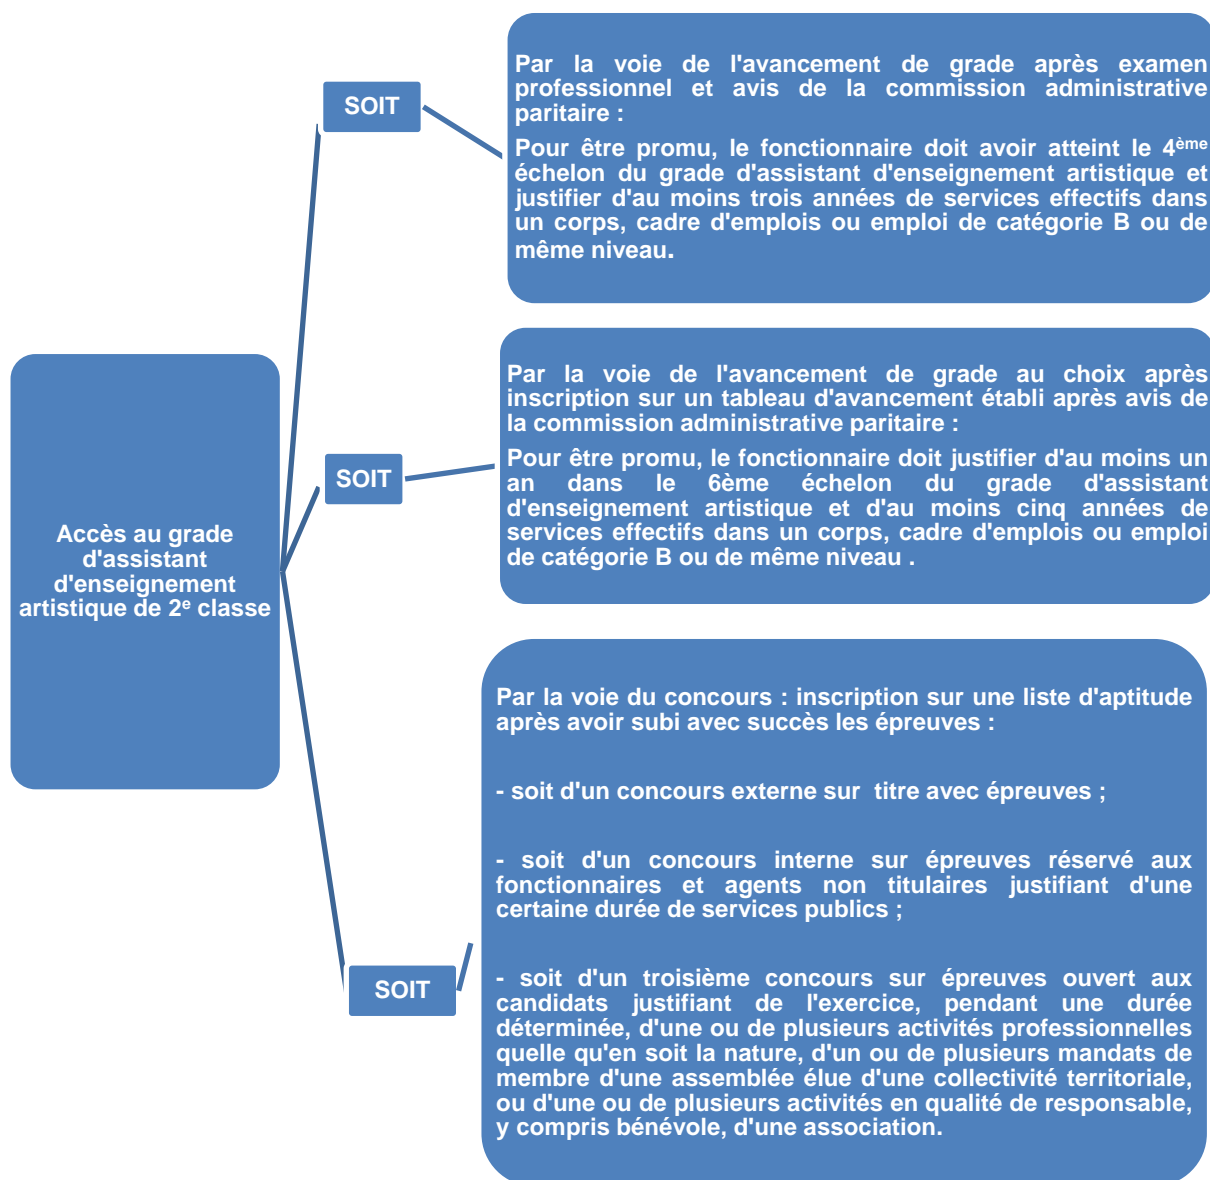 Accès au grade
d'assistant
d'enseignement
artistique de 2e classe
SOIT
Par la voie de l'avancement de grade après examen
professionnel et avis de la commission administrative
paritaire :
Pour être promu, le fonctionnaire doit avoir atteint le 4ème
échelon du grade d'assistant d'enseignement artistique et
justifier d'au moins trois années de services effectifs dans
un corps, cadre d'emplois ou emploi de catégorie B ou de
même niveau.
SOIT
Par la voie de l'avancement de grade au choix après
inscription sur un tableau d'avancement établi après avis de
la commission administrative paritaire :
Pour être promu, le fonctionnaire doit justifier d'au moins un
an dans le 6ème échelon du grade d'assistant
d'enseignement artistique et d'au moins cinq années de
services effectifs dans un corps, cadre d'emplois ou emploi
de catégorie B ou de même niveau .
SOIT
Par la voie du concours : inscription sur une liste d'aptitude
après avoir subi avec succès les épreuves :
- soit d'un concours externe sur titre avec épreuves ;
- soit d'un concours interne sur épreuves réservé aux
fonctionnaires et agents non titulaires justifiant d'une
certaine durée de services publics ;
- soit d'un troisième concours sur épreuves ouvert aux
candidats justifiant de l'exercice, pendant une durée
déterminée, d'une ou de plusieurs activités professionnelles
quelle qu'en soit la nature, d'un ou de plusieurs mandats de
membre d'une assemblée élue d'une collectivité territoriale,
ou d'une ou de plusieurs activités en qualité de responsable,
y compris bénévole, d'une association.